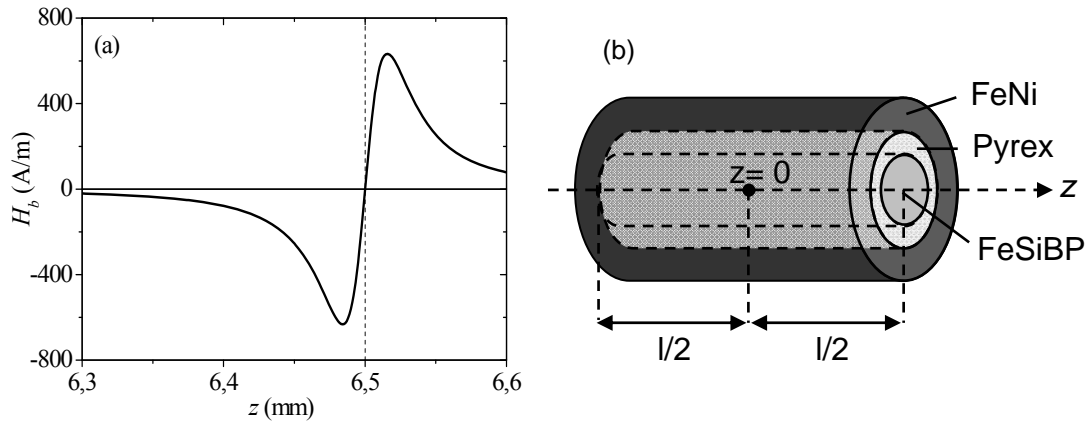 (a)
800
400
0
-400
-800
H_b (A/m)
6,3
6,4
6,5
6,6
z (mm)
(b)
FeNi
Pyrex
z= 0
z
FeSiBP
l/2
l/2